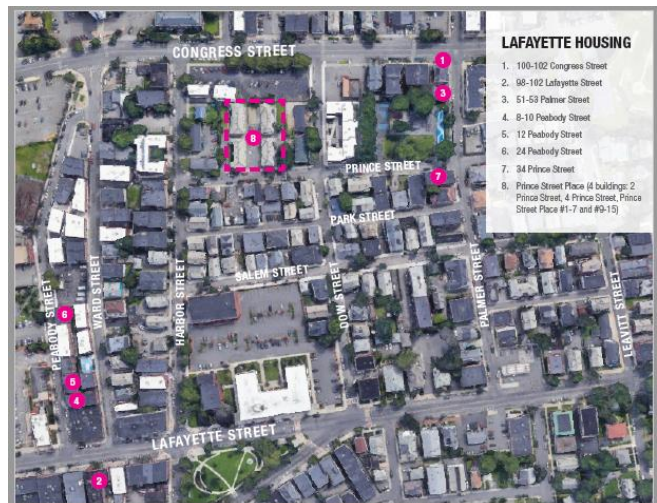 CONGRESS STREET
LAFAYETTE HOUSING
1. 100-102 Congress Street
2. 98-102 Lafayette Street
3. 51-53 Palmer Street
4. 8-10 Peabody Street
5. 12 Peabody Street
6. 24 Peabody Street
7. 34 Prince Street
8. Prince Street Place (4 buildings: 2
Prince Street, 4 Prince Street, Prince
Street Place #1-7 and #9-15)
1
3
8
PRINCE STREET
7
PARK STREET
SALEM STREET
PEABODY STREET
WARD STREET
HARBOR STREET
DOW STREET
PALMER STREET
LEAVITT STREET
6
5
4
LAFAYETTE STREET
2